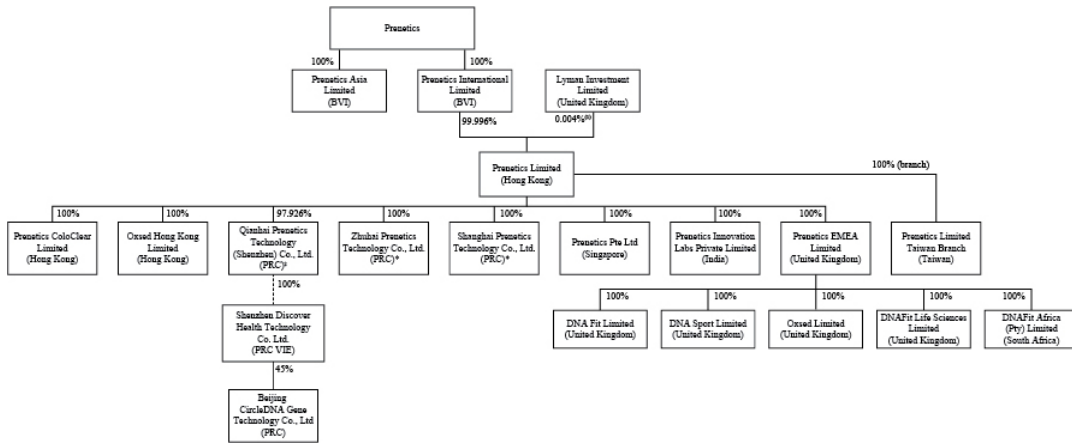 Prenetics
100%
100%
Prenetics Asia
Limited
(BVI)
Prenetics International
Limited
(BVI)
Lyman Investment
Limited
(United Kingdom)
99.996%
0.004%
Prenetics Limited
(Hong Kong)
100% (branch)
100%
100%
97.926%
100%
100%
100%
100%
100%
Prenetics ColoClear
Limited
(Hong Kong)
Oxsed Hong Kong
Limited
(Hong Kong)
Qianhai Prenetics
Technology
(Shenzhen) Co., Ltd.
(PRC)
Zhuhai Prenetics
Technology Co., Ltd.
(PRC)*
Shanghai Prenetics
Technology Co., Ltd.
(PRC)*
Prenetics Pte Ltd
(Singapore)
Prenetics Innovation
Labs Private Limited
(India)
Prenetics EMEA
Limited
(United Kingdom)
Prenetics Limited
Taiwan Branch
(Taiwan)
100%
Shenzhen Discover
Health Technology
Co. Ltd.
(PRC VIE)
45%
Beijing
CircleDNA Gene
Technology Co., Ltd
(PRC)
100%
100%
100%
100%
100%
DNA Fit Limited
(United Kingdom)
DNA Sport Limited
(United Kingdom)
Oxsed Limited
(United Kingdom)
DNAFit Life Sciences
Limited
(United Kingdom)
DNAFit Africa
(Pty) Limited
(South Africa)